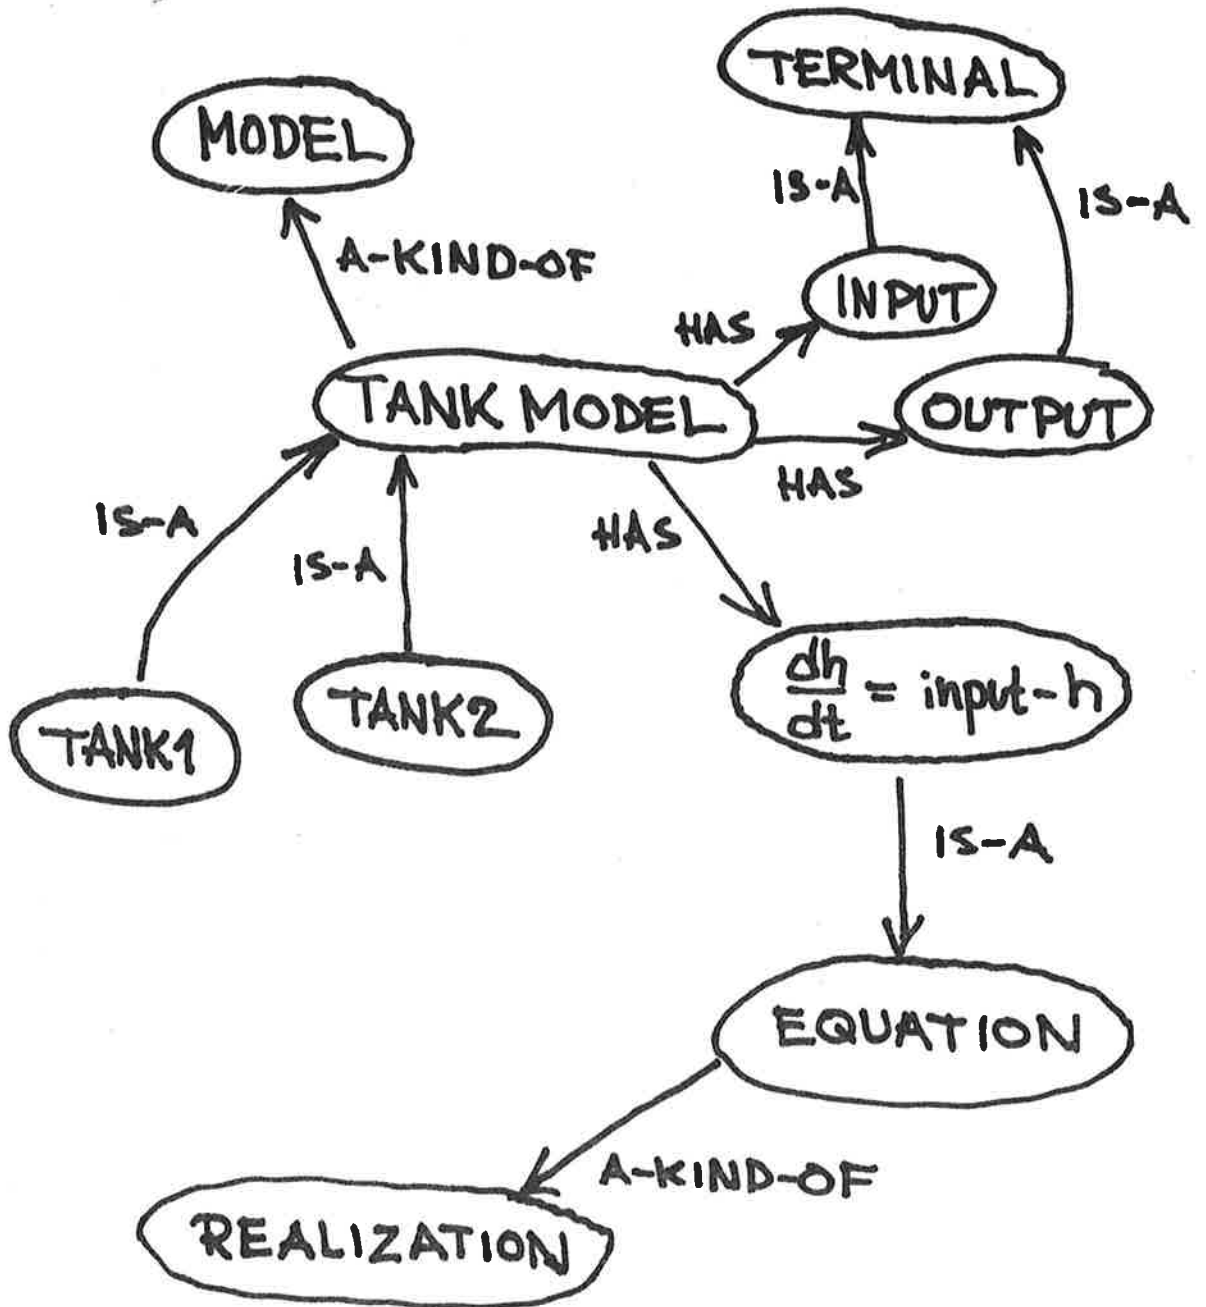 TERMINAL
MODEL
IS-A
IS-A
A-KIND-OF
INPUT
HAS
TANK MODEL
OUTPUT
HAS
IS-A
HAS
IS-A
dh/dt = input-h
TANK1
TANK2
IS-A
EQUATION
A-KIND-OF
REALIZATION